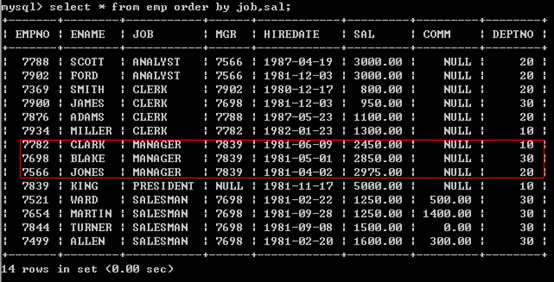 mysql> select * from emp order by job,sal;
+-------+--------+-----------+------+------------+---------+---------+--------+
| EMPNO | ENAME | JOB | MGR | HIREDATE | SAL | COMM | DEPTNO |
+-------+--------+-----------+------+------------+---------+---------+--------+
| 7788 | SCOTT | ANALYST | 7566 | 1987-04-19 | 3000.00 | NULL | 20 |
| 7902 | FORD | ANALYST | 7566 | 1981-12-03 | 3000.00 | NULL | 20 |
| 7369 | SMITH | CLERK | 7902 | 1980-12-17 | 800.00 | NULL | 20 |
| 7900 | JAMES | CLERK | 7698 | 1981-12-03 | 950.00 | NULL | 30 |
| 7876 | ADAMS | CLERK | 7788 | 1987-05-23 | 1100.00 | NULL | 20 |
| 7934 | MILLER | CLERK | 7782 | 1982-01-23 | 1300.00 | NULL | 10 |
| 7782 | CLARK | MANAGER | 7839 | 1981-06-09 | 2450.00 | NULL | 10 |
| 7698 | BLAKE | MANAGER | 7839 | 1981-05-01 | 2850.00 | NULL | 30 |
| 7566 | JONES | MANAGER | 7839 | 1981-04-02 | 2975.00 | NULL | 20 |
| 7839 | KING | PRESIDENT | NULL | 1981-11-17 | 5000.00 | NULL | 10 |
| 7521 | WARD | SALESMAN | 7698 | 1981-02-22 | 1250.00 | 500.00 | 30 |
| 7654 | MARTIN | SALESMAN | 7698 | 1981-09-28 | 1250.00 | 1400.00 | 30 |
| 7844 | TURNER | SALESMAN | 7698 | 1981-09-08 | 1500.00 | 0.00 | 30 |
| 7499 | ALLEN | SALESMAN | 7698 | 1981-02-20 | 1600.00 | 300.00 | 30 |
+-------+--------+-----------+------+------------+---------+---------+--------+
14 rows in set (0.00 sec)